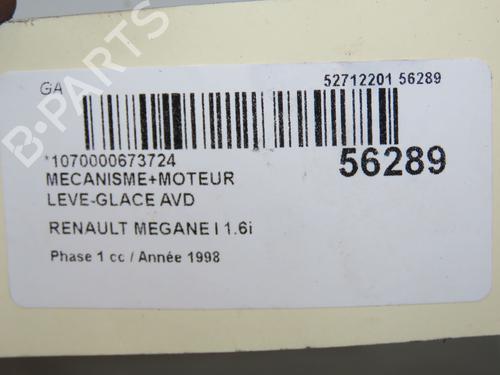 GA
52712201 56289
*1070000673724
56289
MECANISME+MOTEUR
LEVE-GLACE AVD
RENAULT MEGANE I 1.6i
Phase 1 cc / Année 1998
B-PARTS